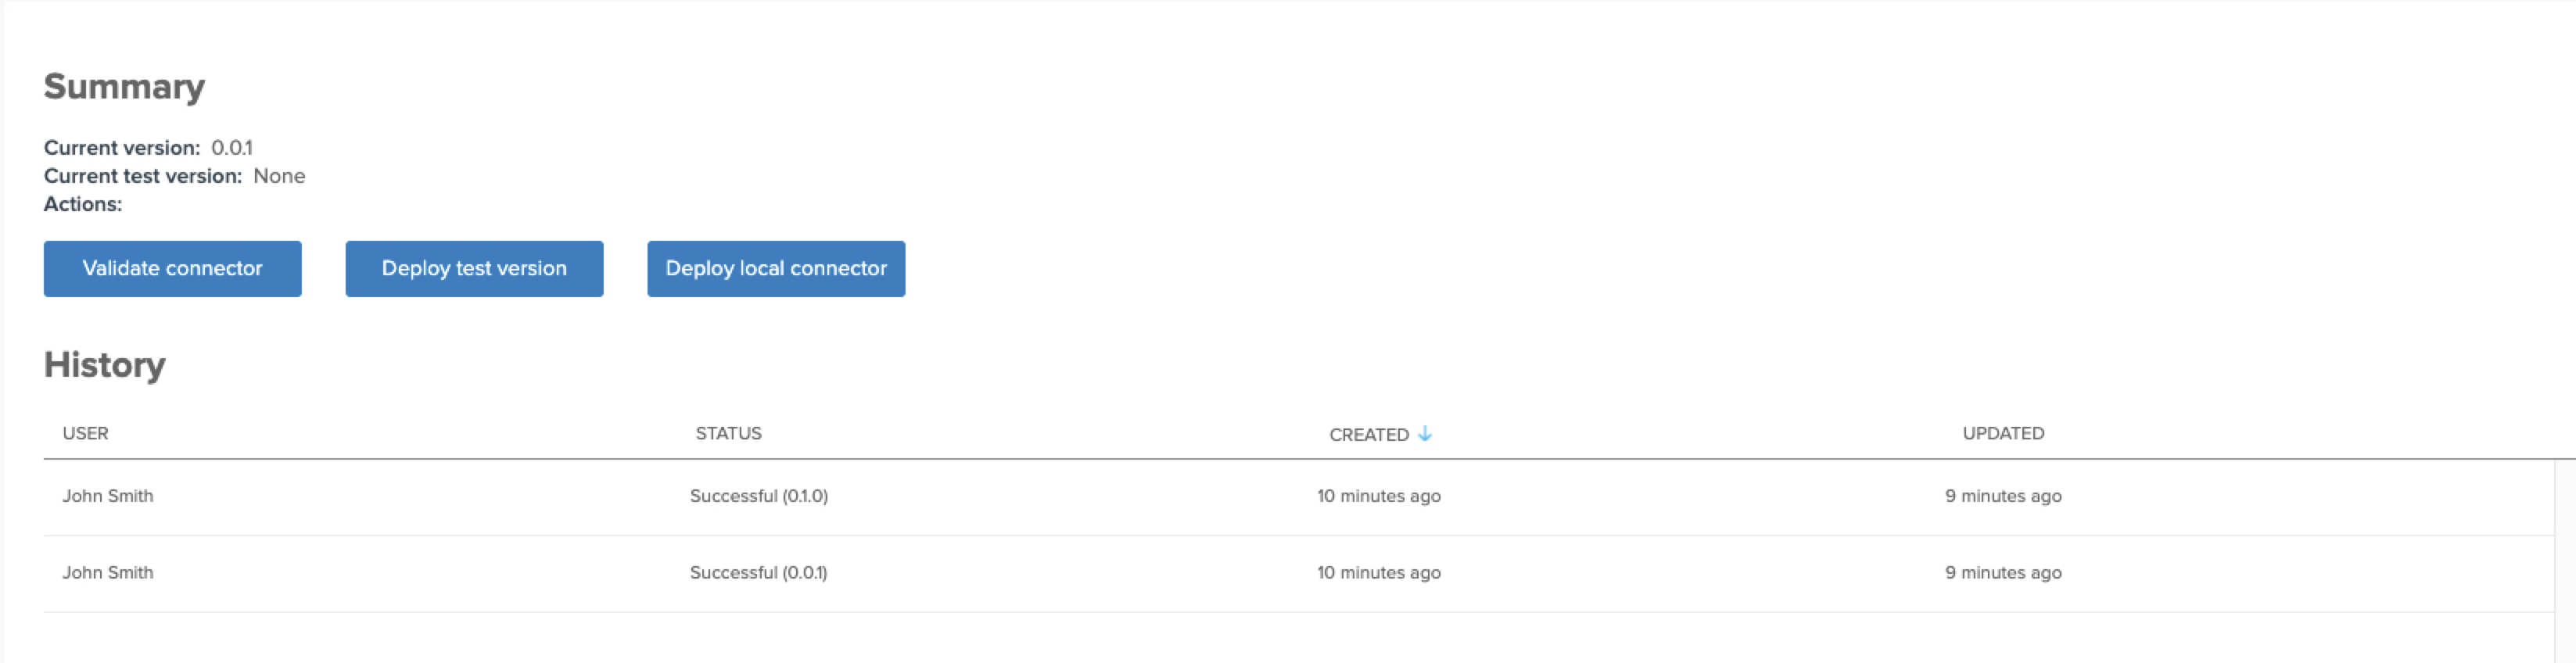 Summary
Current version: 0.0.1
Current test version: None
Actions:
Validate connector Deploy test version Deploy local connector
History
USER STATUS CREATED UPDATED
John Smith Successful (0.1.0) 10 minutes ago 9 minutes ago
John Smith Successful (0.0.1) 10 minutes ago 9 minutes ago